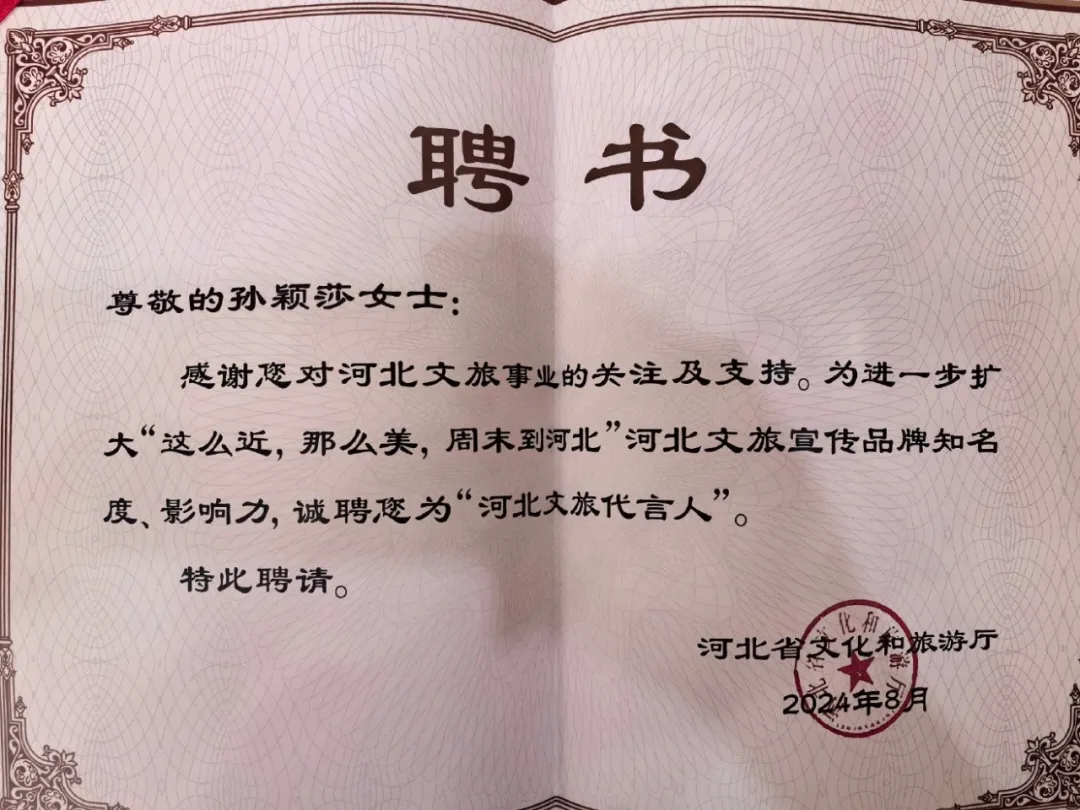 聘书
尊敬的孙颖莎女士：
感谢您对河北文旅事业的关注及支持。为进一步扩
大“这么近，那么美，周末到河北”河北文旅宣传品牌知名
度、影响力，诚聘您为“河北文旅代言人”。
特此聘请。
河北省文化和旅游厅
2024年8月